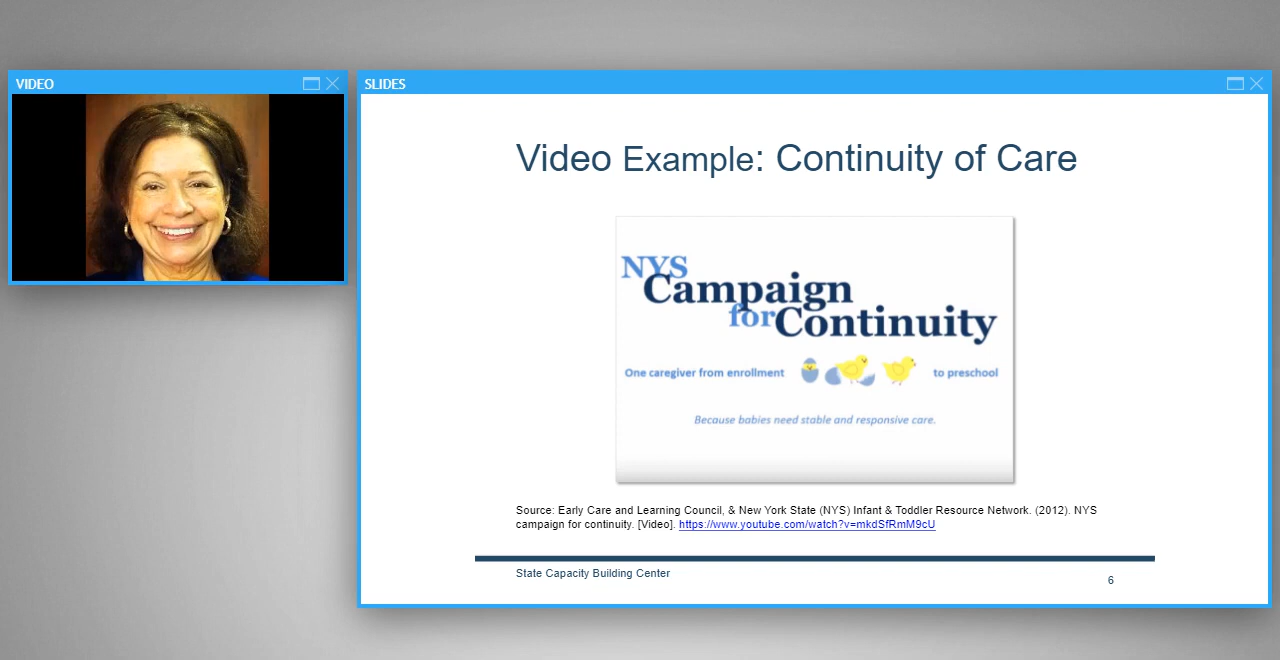 VIDEO
SLIDES
Video Example: Continuity of Care
NYS
Campaign
for Continuity
One caregiver from enrollment to preschool
Because babies need stable and responsive care.
Source: Early Care and Learning Council, & New York State (NYS) Infant & Toddler Resource Network. (2012). NYS
campaign for continuity. [Video]. https://www.youtube.com/watch?v=mkdSfRmM9cU
State Capacity Building Center
6